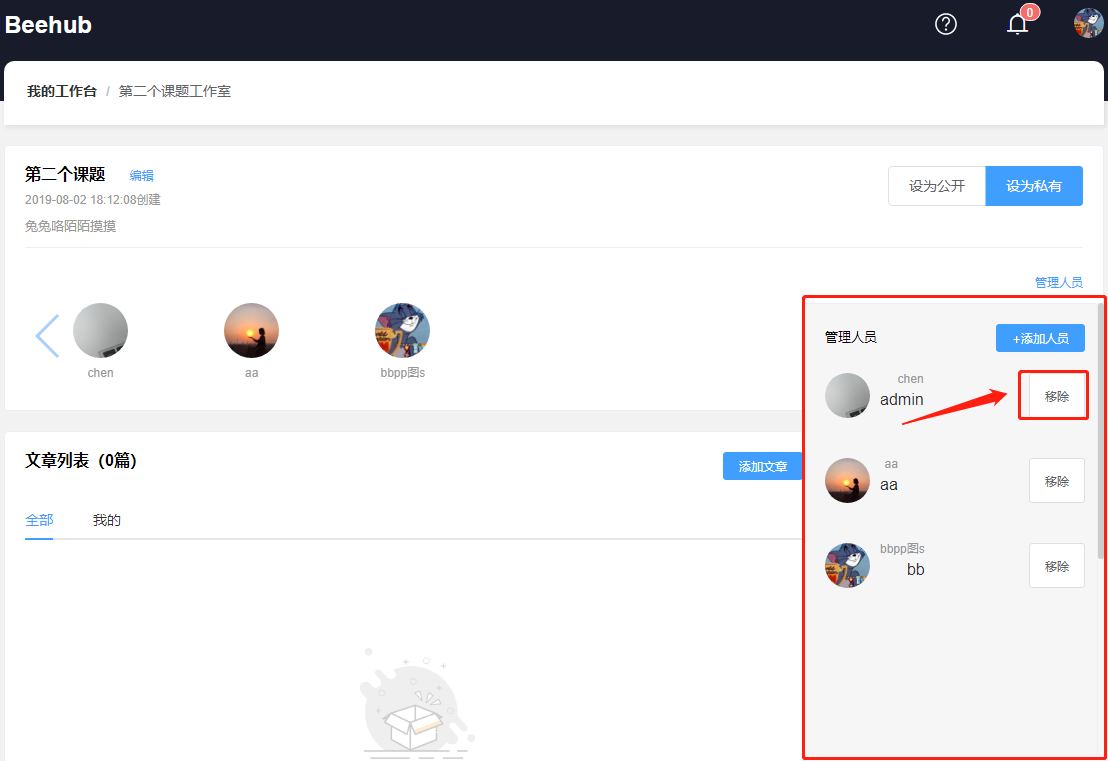 Beehub
0
我的工作台 / 第二个课题工作室
第二个课题 编辑
设为公开 设为私有
2019-08-02 18:12:08创建
兔兔咯陌陌摸摸
管理人员
chen aa bbpp图s
管理人员 +添加人员
chen
admin 移除
aa
aa 移除
bbpp图s
bb 移除
文章列表（0篇） 添加文章
全部 我的